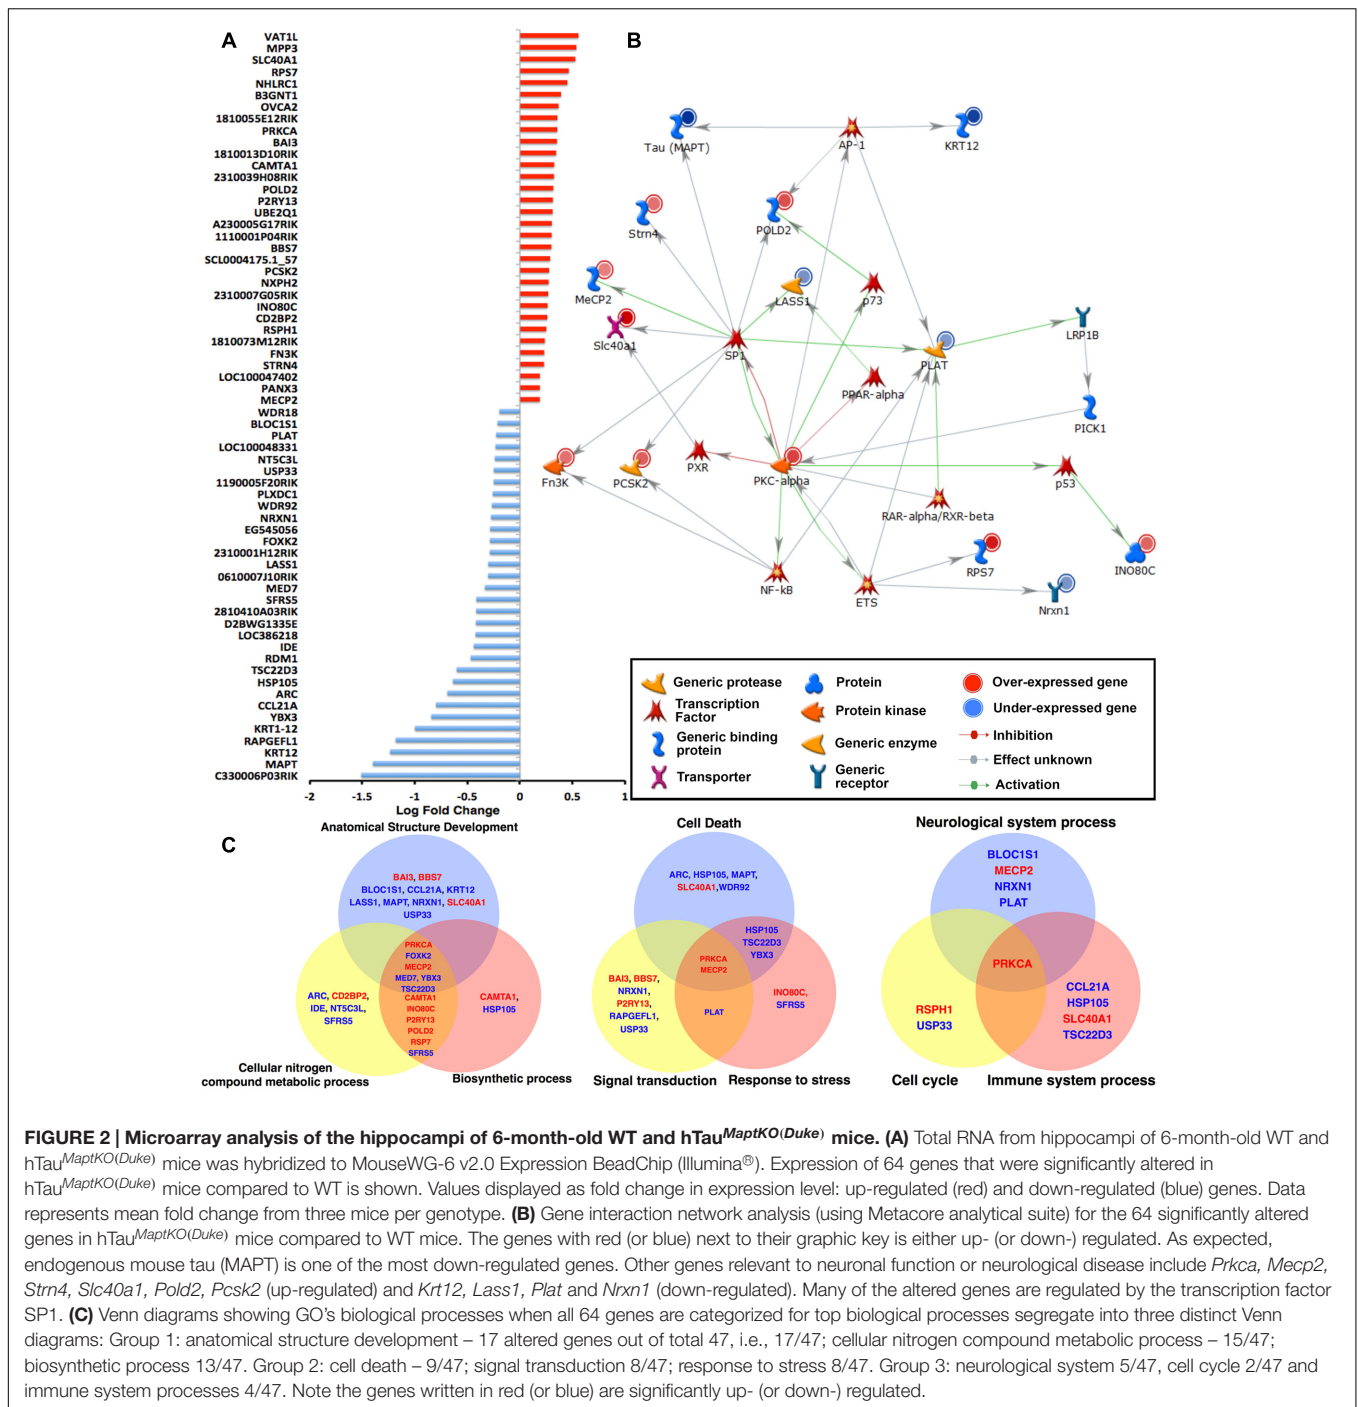 A
VAT1L
MPP3
SLC40A1
RPS7
NHLRC1
B3GNT1
OVCA2
1810055E12RIK
PRKCA
BAI3
1810013D10RIK
CAMTA1
2310039H08RIK
POLD2
P2RY13
UBE2Q1
A230005G17RIK
1110001P04RIK
BBS7
SCL0004175.1_57
PCSK2
NXPH2
2310007G05RIK
INO80C
CD2BP2
RSPH1
1810073M12RIK
FN3K
STRN4
LOC100047402
PANX3
MECP2
WDR18
BLOC1S1
PLAT
LOC100048331
NT5C3L
USP33
1190005F20RIK
PLXDC1
WDR92
NRXN1
EG545056
FOXK2
2310001H12RIK
LASS1
0610007J10RIK
MED7
SFRS5
2810410A03RIK
D2BWG1335E
LOC386218
IDE
RDM1
TSC22D3
HSP105
ARC
CCL21A
YBX3
KRT1-12
RAPGEFL1
KRT12
MAPT
C330006P03RIK
-2 -1.5 -1 -0.5 0 0.5 1
Log Fold Change
B
Tau (MAPT)
AP-1
KRT12
Strn4
POLD2
MeCP2
LASS1
p73
Slc40a1
SP1
PLAT
LRP1B
PPAR-alpha
PICK1
Fn3K
PCSK2
PXR
PKC-alpha
p53
RAR-alpha/RXR-beta
RPS7
INO80C
NF-kB
ETS
Nrxn1
Generic protease
Transcription
Factor
Generic binding
protein
Transporter
Protein
Protein kinase
Generic enzyme
Generic
receptor
Over-expressed gene
Under-expressed gene
Inhibition
Effect unknown
Activation
C
Anatomical Structure Development
BAI3, BBS7
BLOC1S1, CCL21A, KRT12
LASS1, MAPT, NRXN1, SLC40A1
USP33
PRKCA
FOXK2
MECP2
MED7, YBX3
TSC22D3
CAMTA1
INO80C
P2RY13
POLD2
RSP7
SFRS5
ARC, CD2BP2,
IDE, NT5C3L,
SFRS5
CAMTA1,
HSP105
Cellular nitrogen
compound metabolic process
Biosynthetic process
Cell Death
ARC, HSP105, MAPT,
SLC40A1,WDR92
HSP105
TSC22D3
YBX3
PRKCA
MECP2
BAI3, BBS7,
NRXN1,
P2RY13,
RAPGEFL1,
USP33
PLAT
INO80C,
SFRS5
Signal transduction
Response to stress
Neurological system process
BLOC1S1
MECP2
NRXN1
PLAT
PRKCA
RSPH1
USP33
CCL21A
HSP105
SLC40A1
TSC22D3
Cell cycle
Immune system process
FIGURE 2 | Microarray analysis of the hippocampi of 6-month-old WT and hTau^MaptKO(Duke) mice. (A) Total RNA from hippocampi of 6-month-old WT and
hTau^MaptKO(Duke) mice was hybridized to MouseWG-6 v2.0 Expression BeadChip (Illumina®). Expression of 64 genes that were significantly altered in
hTau^MaptKO(Duke) mice compared to WT is shown. Values displayed as fold change in expression level: up-regulated (red) and down-regulated (blue) genes. Data
represents mean fold change from three mice per genotype. (B) Gene interaction network analysis (using Metacore analytical suite) for the 64 significantly altered
genes in hTau^MaptKO(Duke) mice compared to WT mice. The genes with red (or blue) next to their graphic key is either up- (or down-) regulated. As expected,
endogenous mouse tau (MAPT) is one of the most down-regulated genes. Other genes relevant to neuronal function or neurological disease include Prkca, Mecp2,
Strn4, Slc40a1, Pold2, Pcsk2 (up-regulated) and Krt12, Lass1, Plat and Nrxn1 (down-regulated). Many of the altered genes are regulated by the transcription factor
SP1. (C) Venn diagrams showing GO's biological processes when all 64 genes are categorized for top biological processes segregate into three distinct Venn
diagrams: Group 1: anatomical structure development – 17 altered genes out of total 47, i.e., 17/47; cellular nitrogen compound metabolic process – 15/47;
biosynthetic process 13/47. Group 2: cell death – 9/47; signal transduction 8/47; response to stress 8/47. Group 3: neurological system 5/47, cell cycle 2/47 and
immune system processes 4/47. Note the genes written in red (or blue) are significantly up- (or down-) regulated.